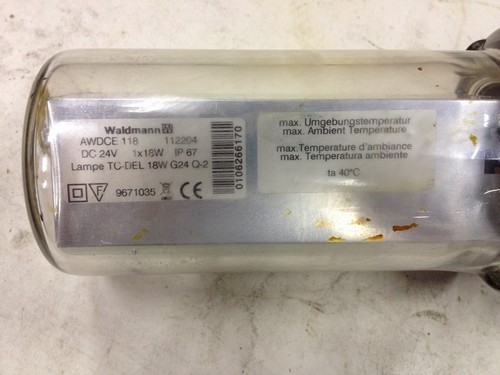 Waldmann W
AWDCE 118 112204
DC 24V 1x18W IP 67
Lampe TC-DEL 18W G24 Q-2
F 9671035 CE
0106266170
max. Umgebungstemperatur
max. Ambient Temperature
max.Temperature d'ambiance
max. Temperatura ambiente
ta 40°C